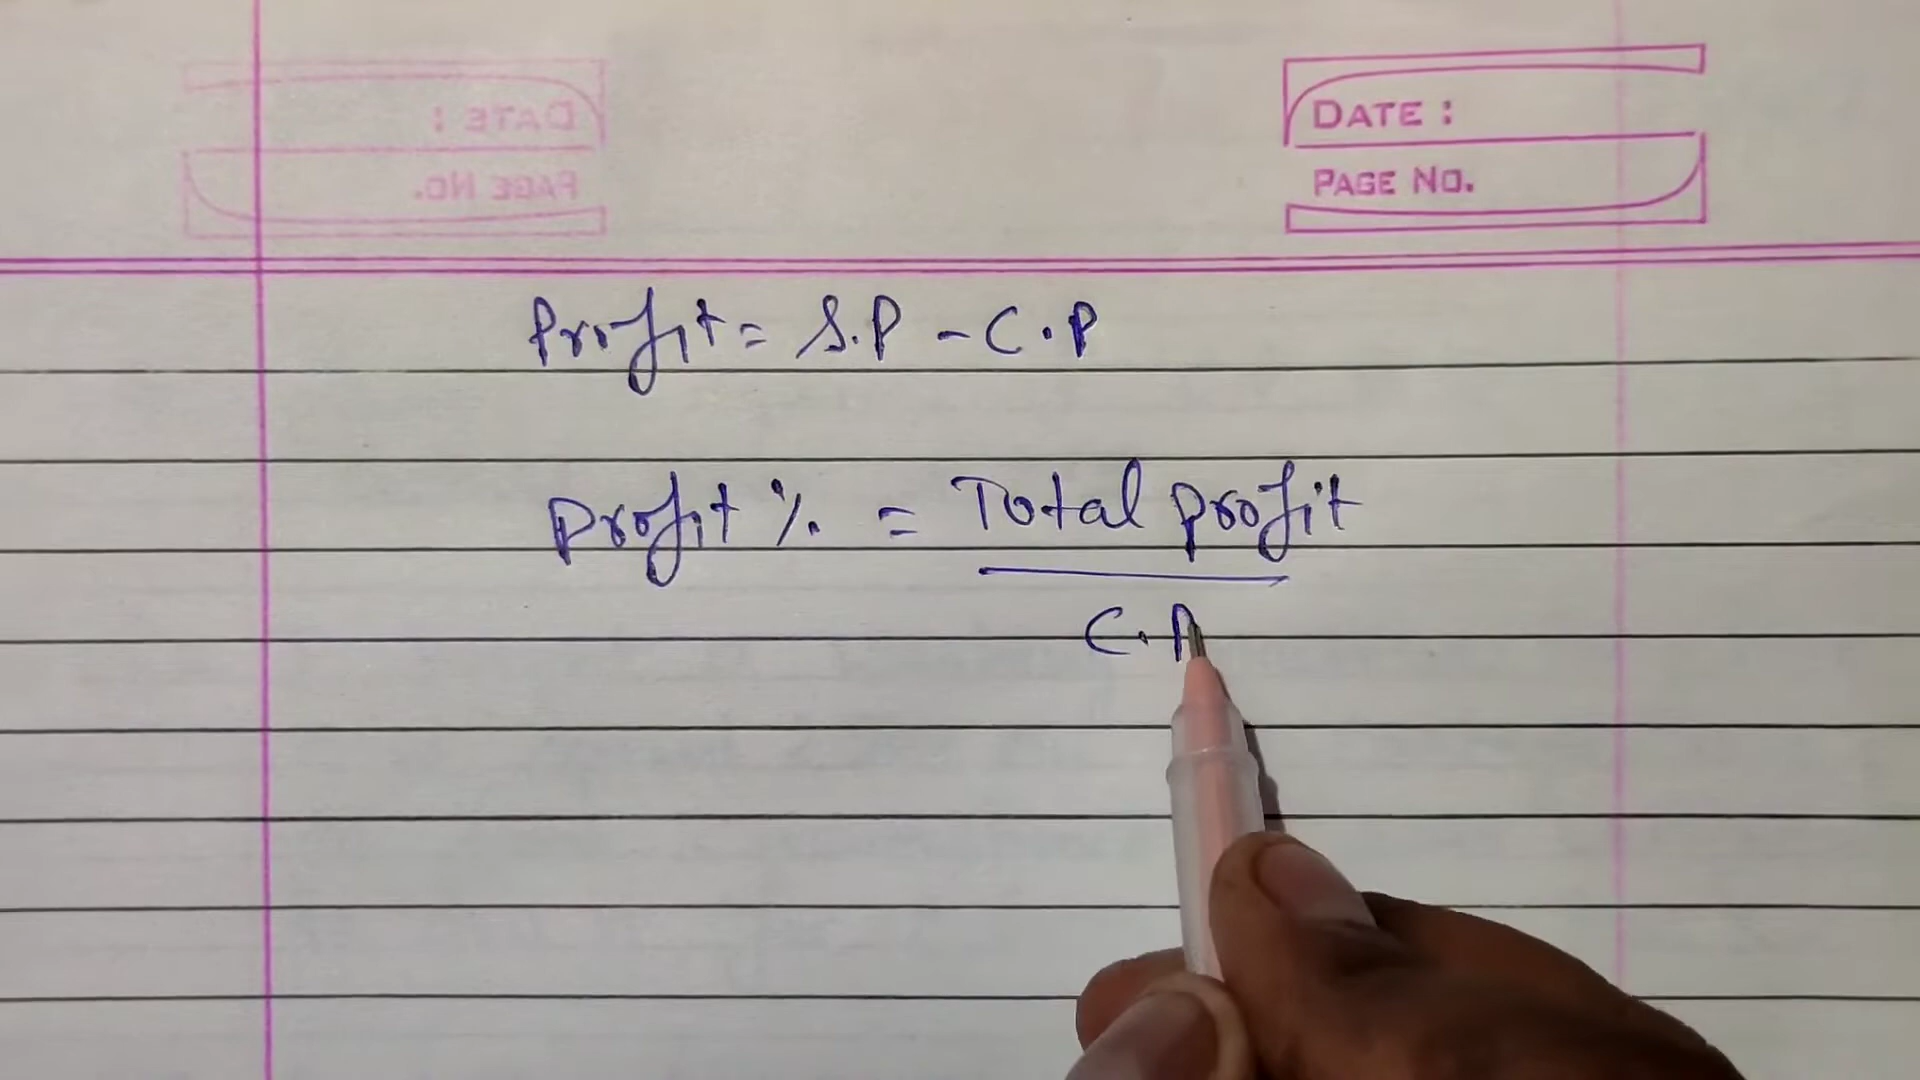 DATE :
PAGE NO.
Profit = S.P - C.P
Profit % = Total profit
C.P